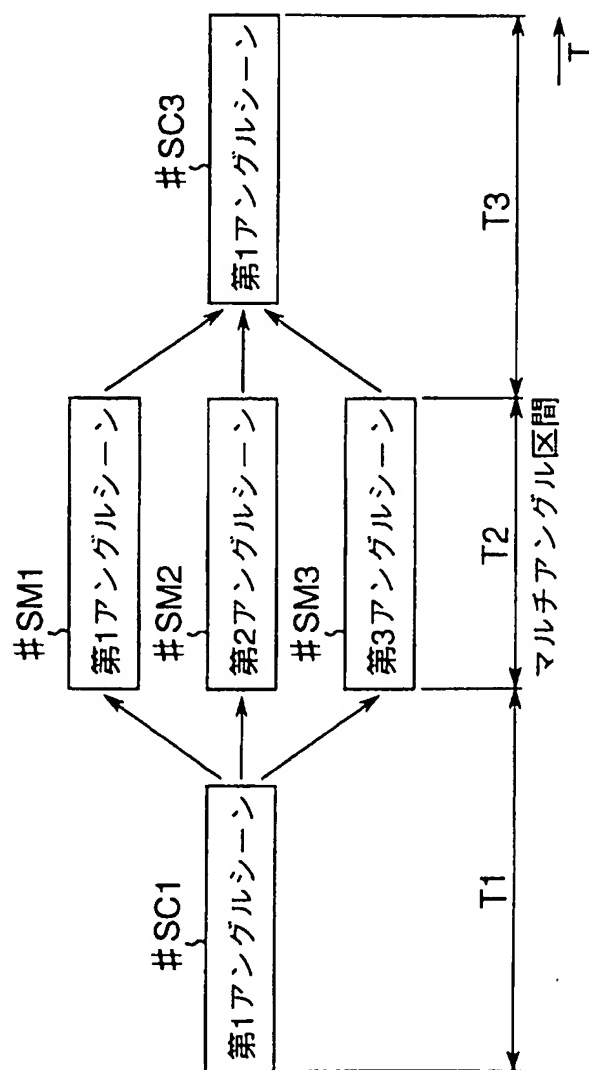 #SC1
第1アングルシーン
#SM1
第1アングルシーン
#SM2
第2アングルシーン
#SM3
第3アングルシーン
#SC3
第1アングルシーン
T1
T2
T3
マルチアングル区間
T